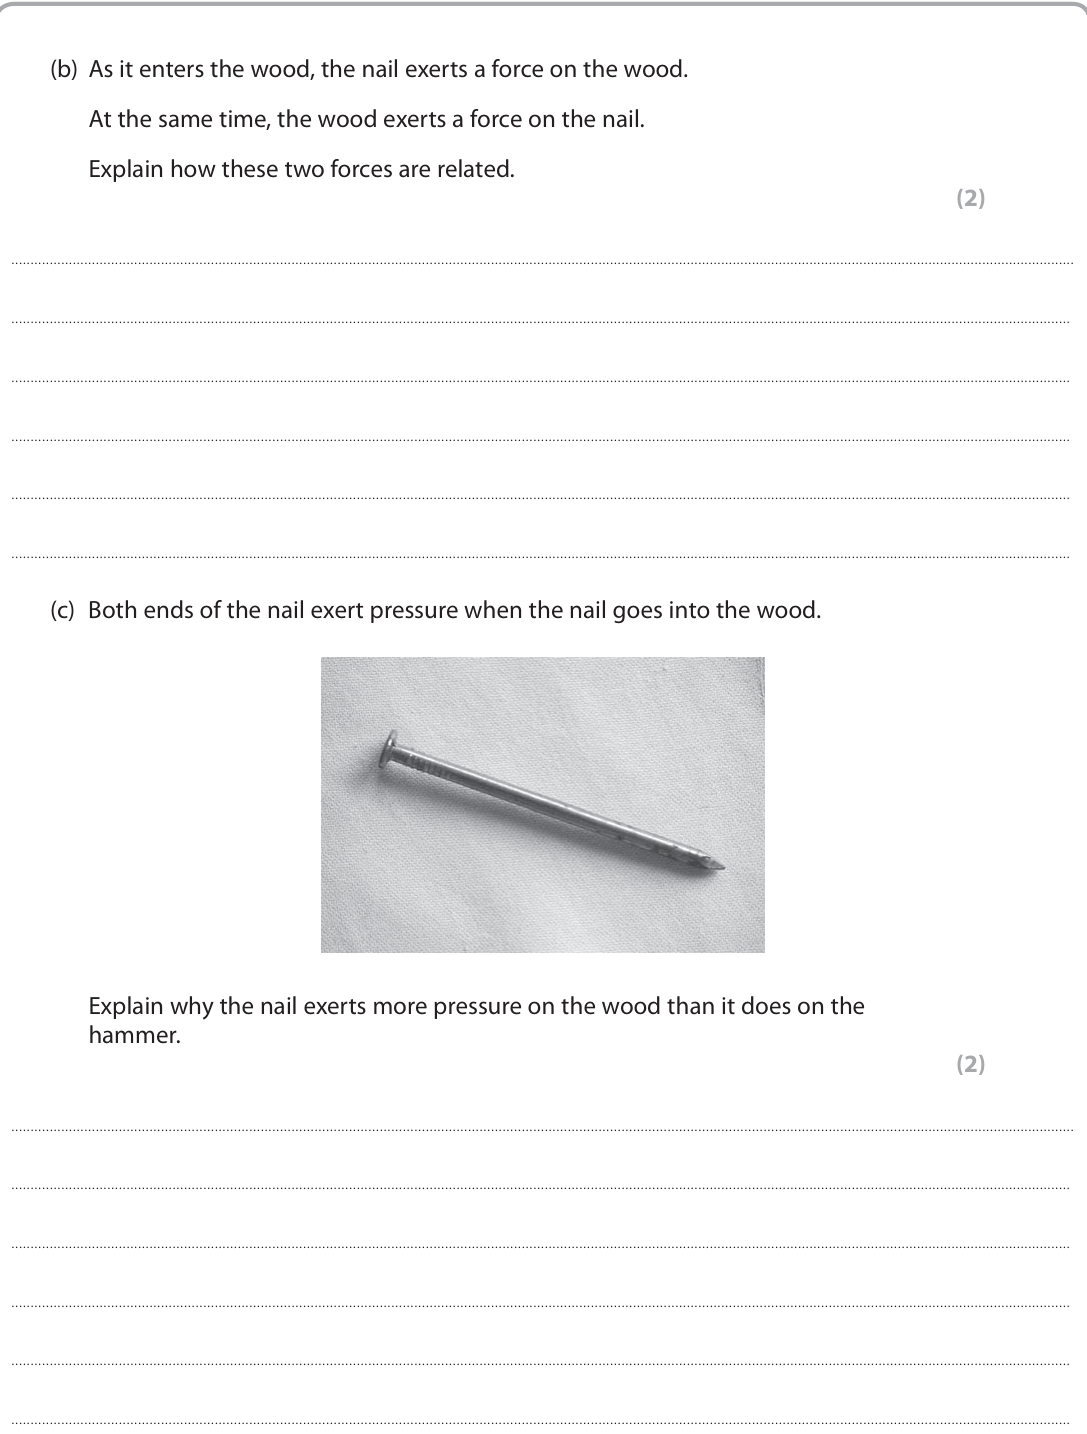 (b) As it enters the wood, the nail exerts a force on the wood.
At the same time, the wood exerts a force on the nail.
Explain how these two forces are related.
(2)
(c) Both ends of the nail exert pressure when the nail goes into the wood.
Explain why the nail exerts more pressure on the wood than it does on the
hammer.
(2)